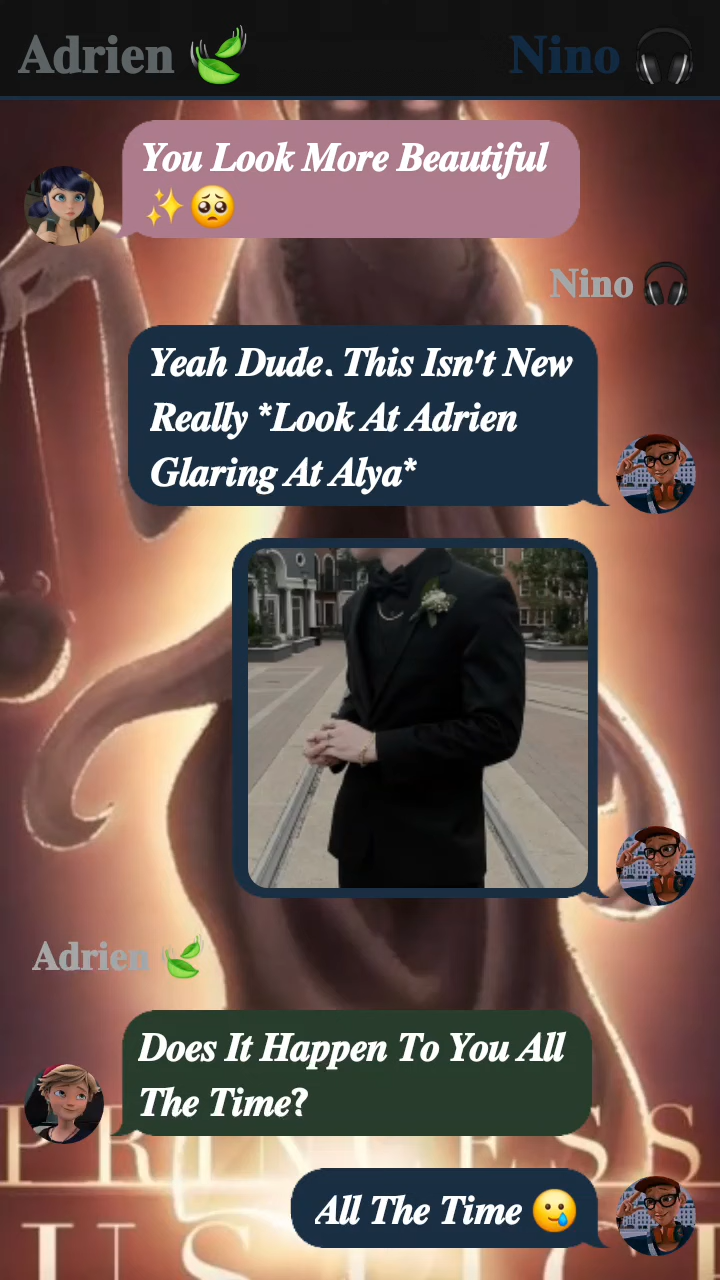 Adrien 🍃 Nino 🎧
You Look More Beautiful
✨🥺
Nino 🎧
Yeah Dude. This Isn't New
Really *Look At Adrien
Glaring At Alya*
Adrien 🍃
Does It Happen To You All
The Time?
PRINCESS
All The Time 🥲